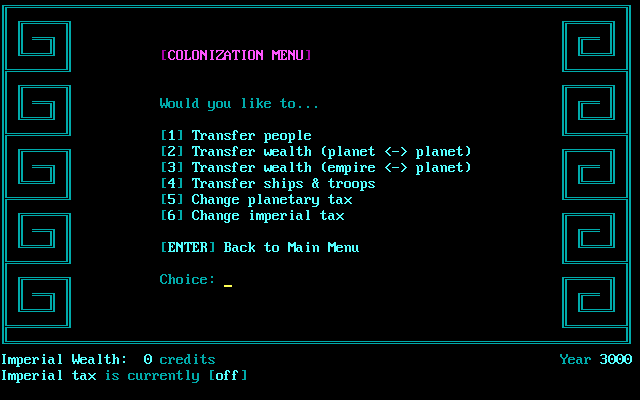 [COLONIZATION MENU]
Would you like to...
[1] Transfer people
[2] Transfer wealth (planet <-> planet)
[3] Transfer wealth (empire <-> planet)
[4] Transfer ships & troops
[5] Change planetary tax
[6] Change imperial tax
[ENTER] Back to Main Menu
Choice: _
Imperial Wealth: 0 credits Year 3000
Imperial tax is currently [off]